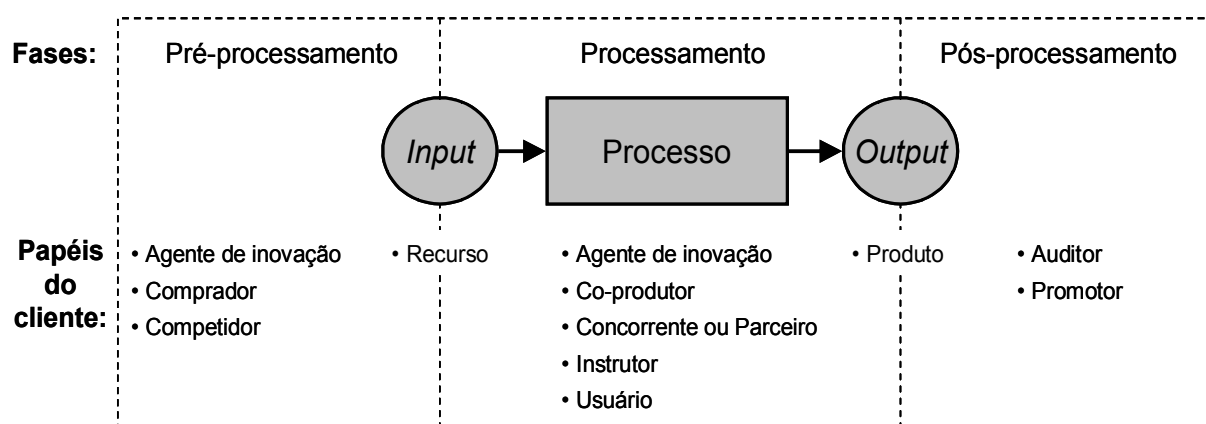 Fases: Pré-processamento Processamento Pós-processamento
Input Processo Output
Papéis do cliente:
• Agente de inovação
• Comprador
• Competidor
• Recurso
• Agente de inovação
• Co-produtor
• Concorrente ou Parceiro
• Instrutor
• Usuário
• Produto
• Auditor
• Promotor